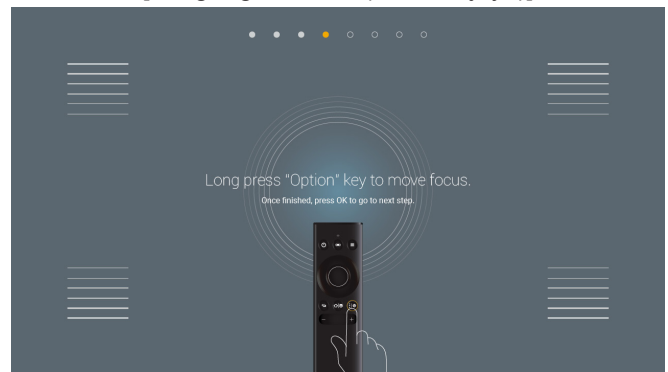 Long press "Option" key to move focus.
Once finished, press OK to go to next step.